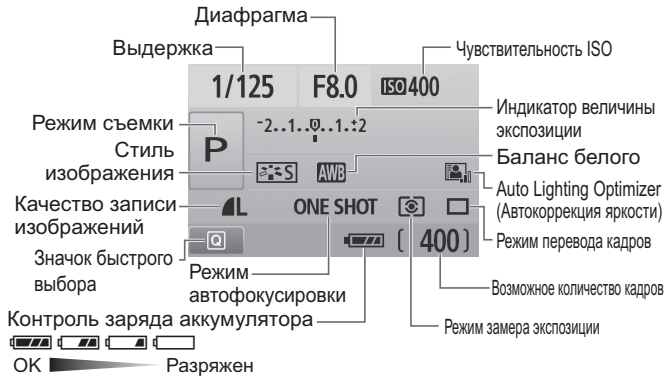 Диафрагма
Выдержка
Чувствительность ISO
1/125 F8.0 ISO 400
Индикатор величины
экспозиции
-2..1..0..1.:2
Режим съемки
P
Стиль
изображения
S AWB
Баланс белого
Auto Lighting Optimizer
(Автокоррекция яркости)
Качество записи
изображений
L ONE SHOT
Режим перевода кадров
Значок быстрого
выбора
Q
[400]
Режим
автофокусировки
Возможное количество кадров
Контроль заряда аккумулятора
Режим замера экспозиции
OK Разряжен